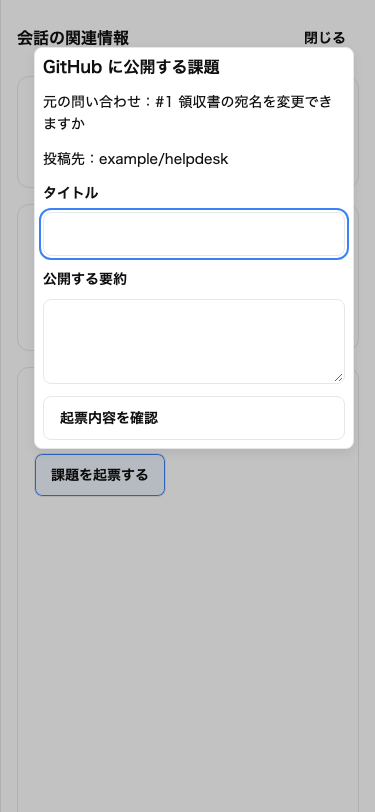 会話の関連情報
閉じる
GitHub に公開する課題
元の問い合わせ：#1 領収書の宛名を変更でき
ますか
投稿先：example/helpdesk
タイトル
公開する要約
起票内容を確認
課題を起票する